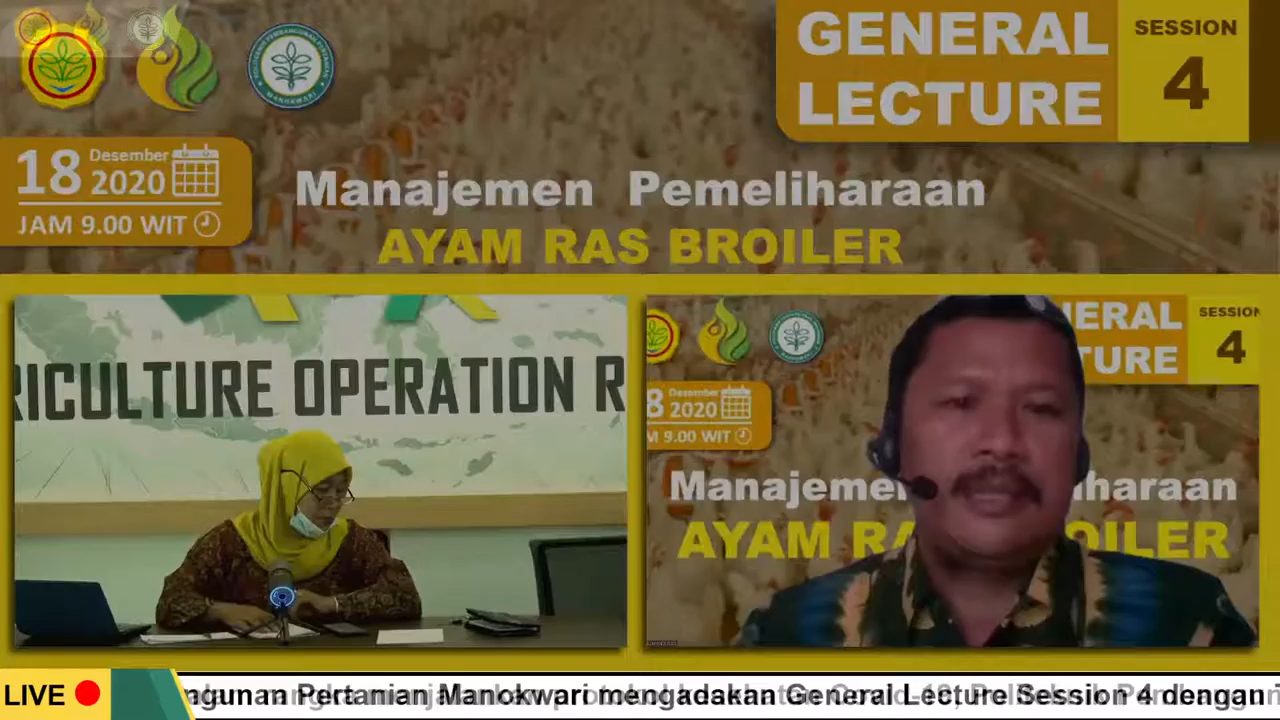 GENERAL
LECTURE
SESSION
4
18 Desember
2020
JAM 9.00 WIT
Manajemen Pemeliharaan
AYAM RAS BROILER
RICULTURE OPERATION R
NERAL
TURE
SESSION
4
8 Desember
2020
M 9.00 WIT
Manajemen haraan
AYAM RA OILER
LIVE
ngunan Pertanian Manokwari mengadakan General Lecture Session 4 dengan